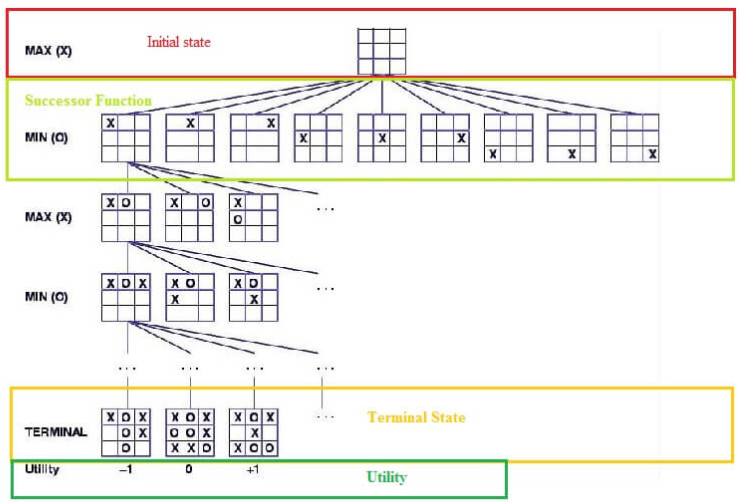 MAX (X)
Initial state
Successor Function
MIN (O)
X X X X X X X X X
MAX (X)
X O X O X
O
...
MIN (O)
X O X X O X O
X X
...
... ... ... ...
TERMINAL
X O X X O X X O X
O X O O X X
O X X O X O O
...
Terminal State
Utility
-1 0 +1
Utility